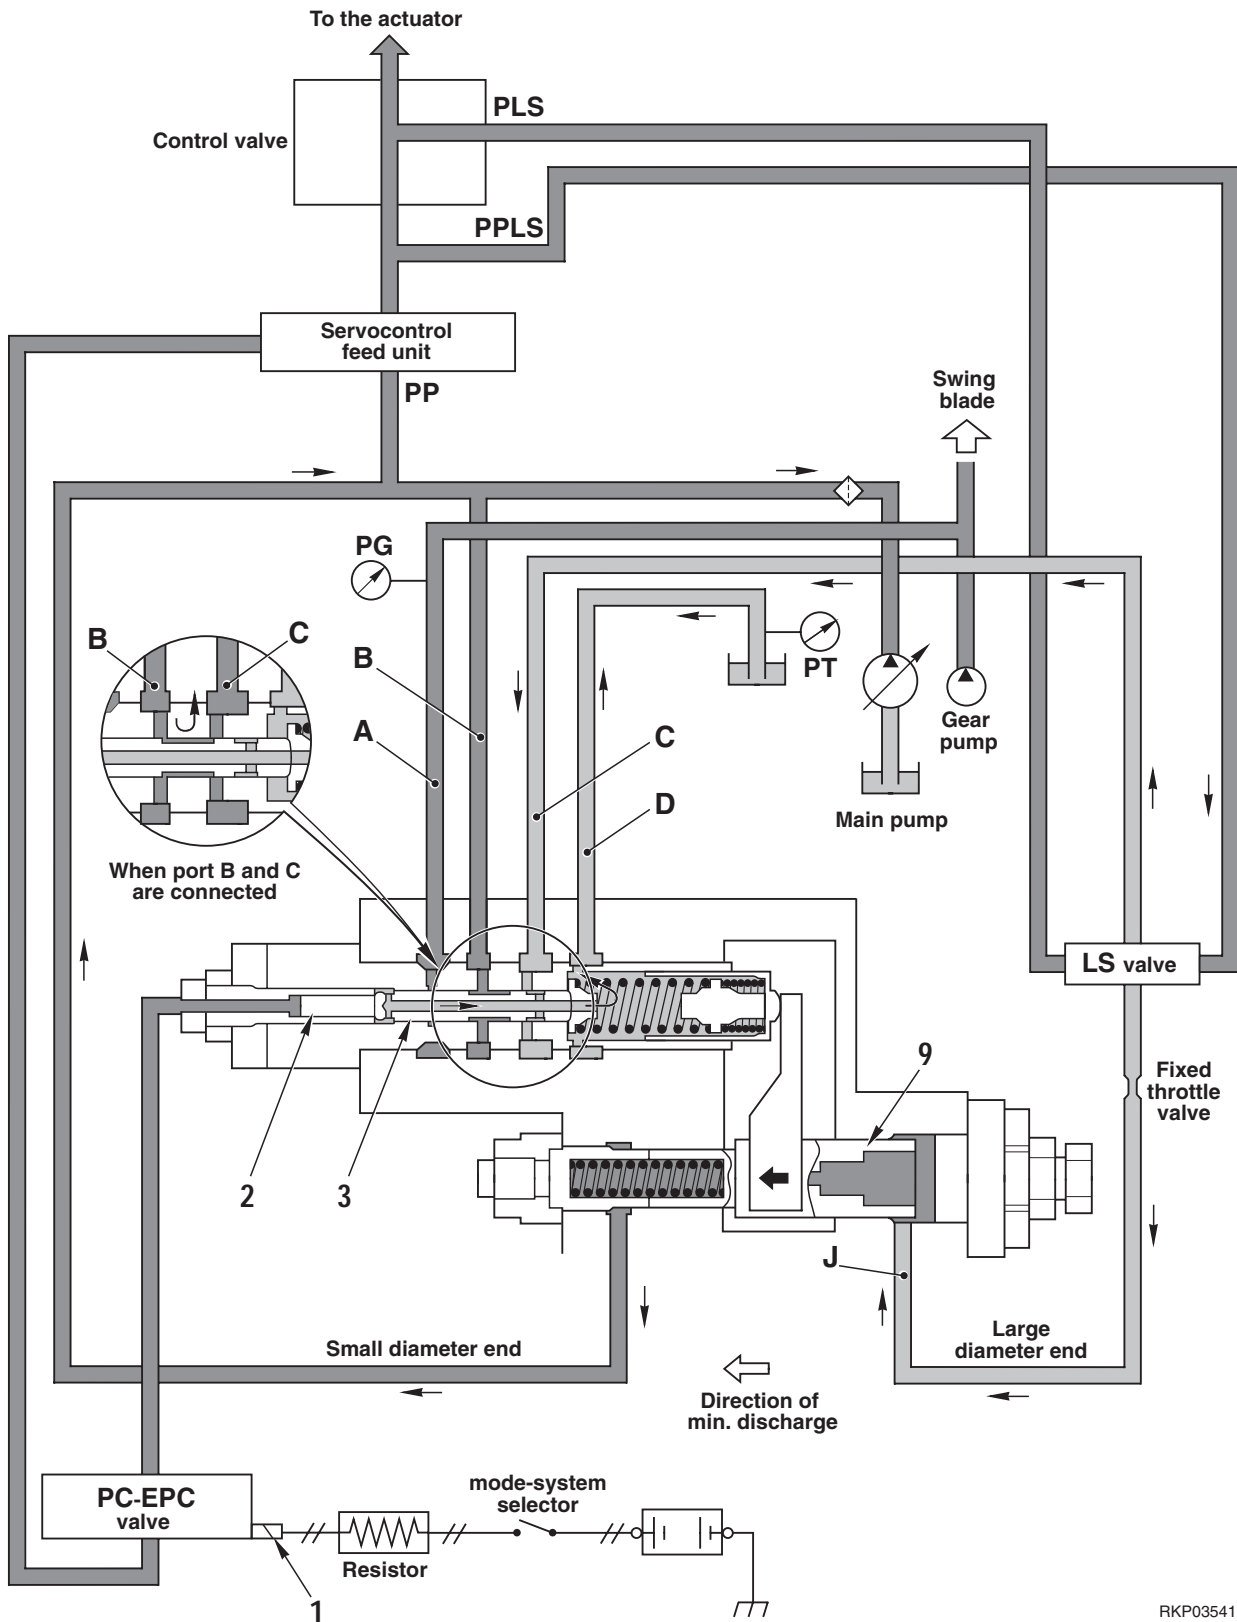 To the actuator
PLS
Control valve
PPLS
Servocontrol
feed unit
PP
Swing
blade
PG
B
C
PT
B
A
C
D
Gear
pump
Main pump
When port B and C
are connected
LS valve
9
Fixed
throttle
valve
2
3
J
Small diameter end
Large
diameter end
Direction of
min. discharge
PC-EPC
valve
mode-system
selector
Resistor
1
RKP03541